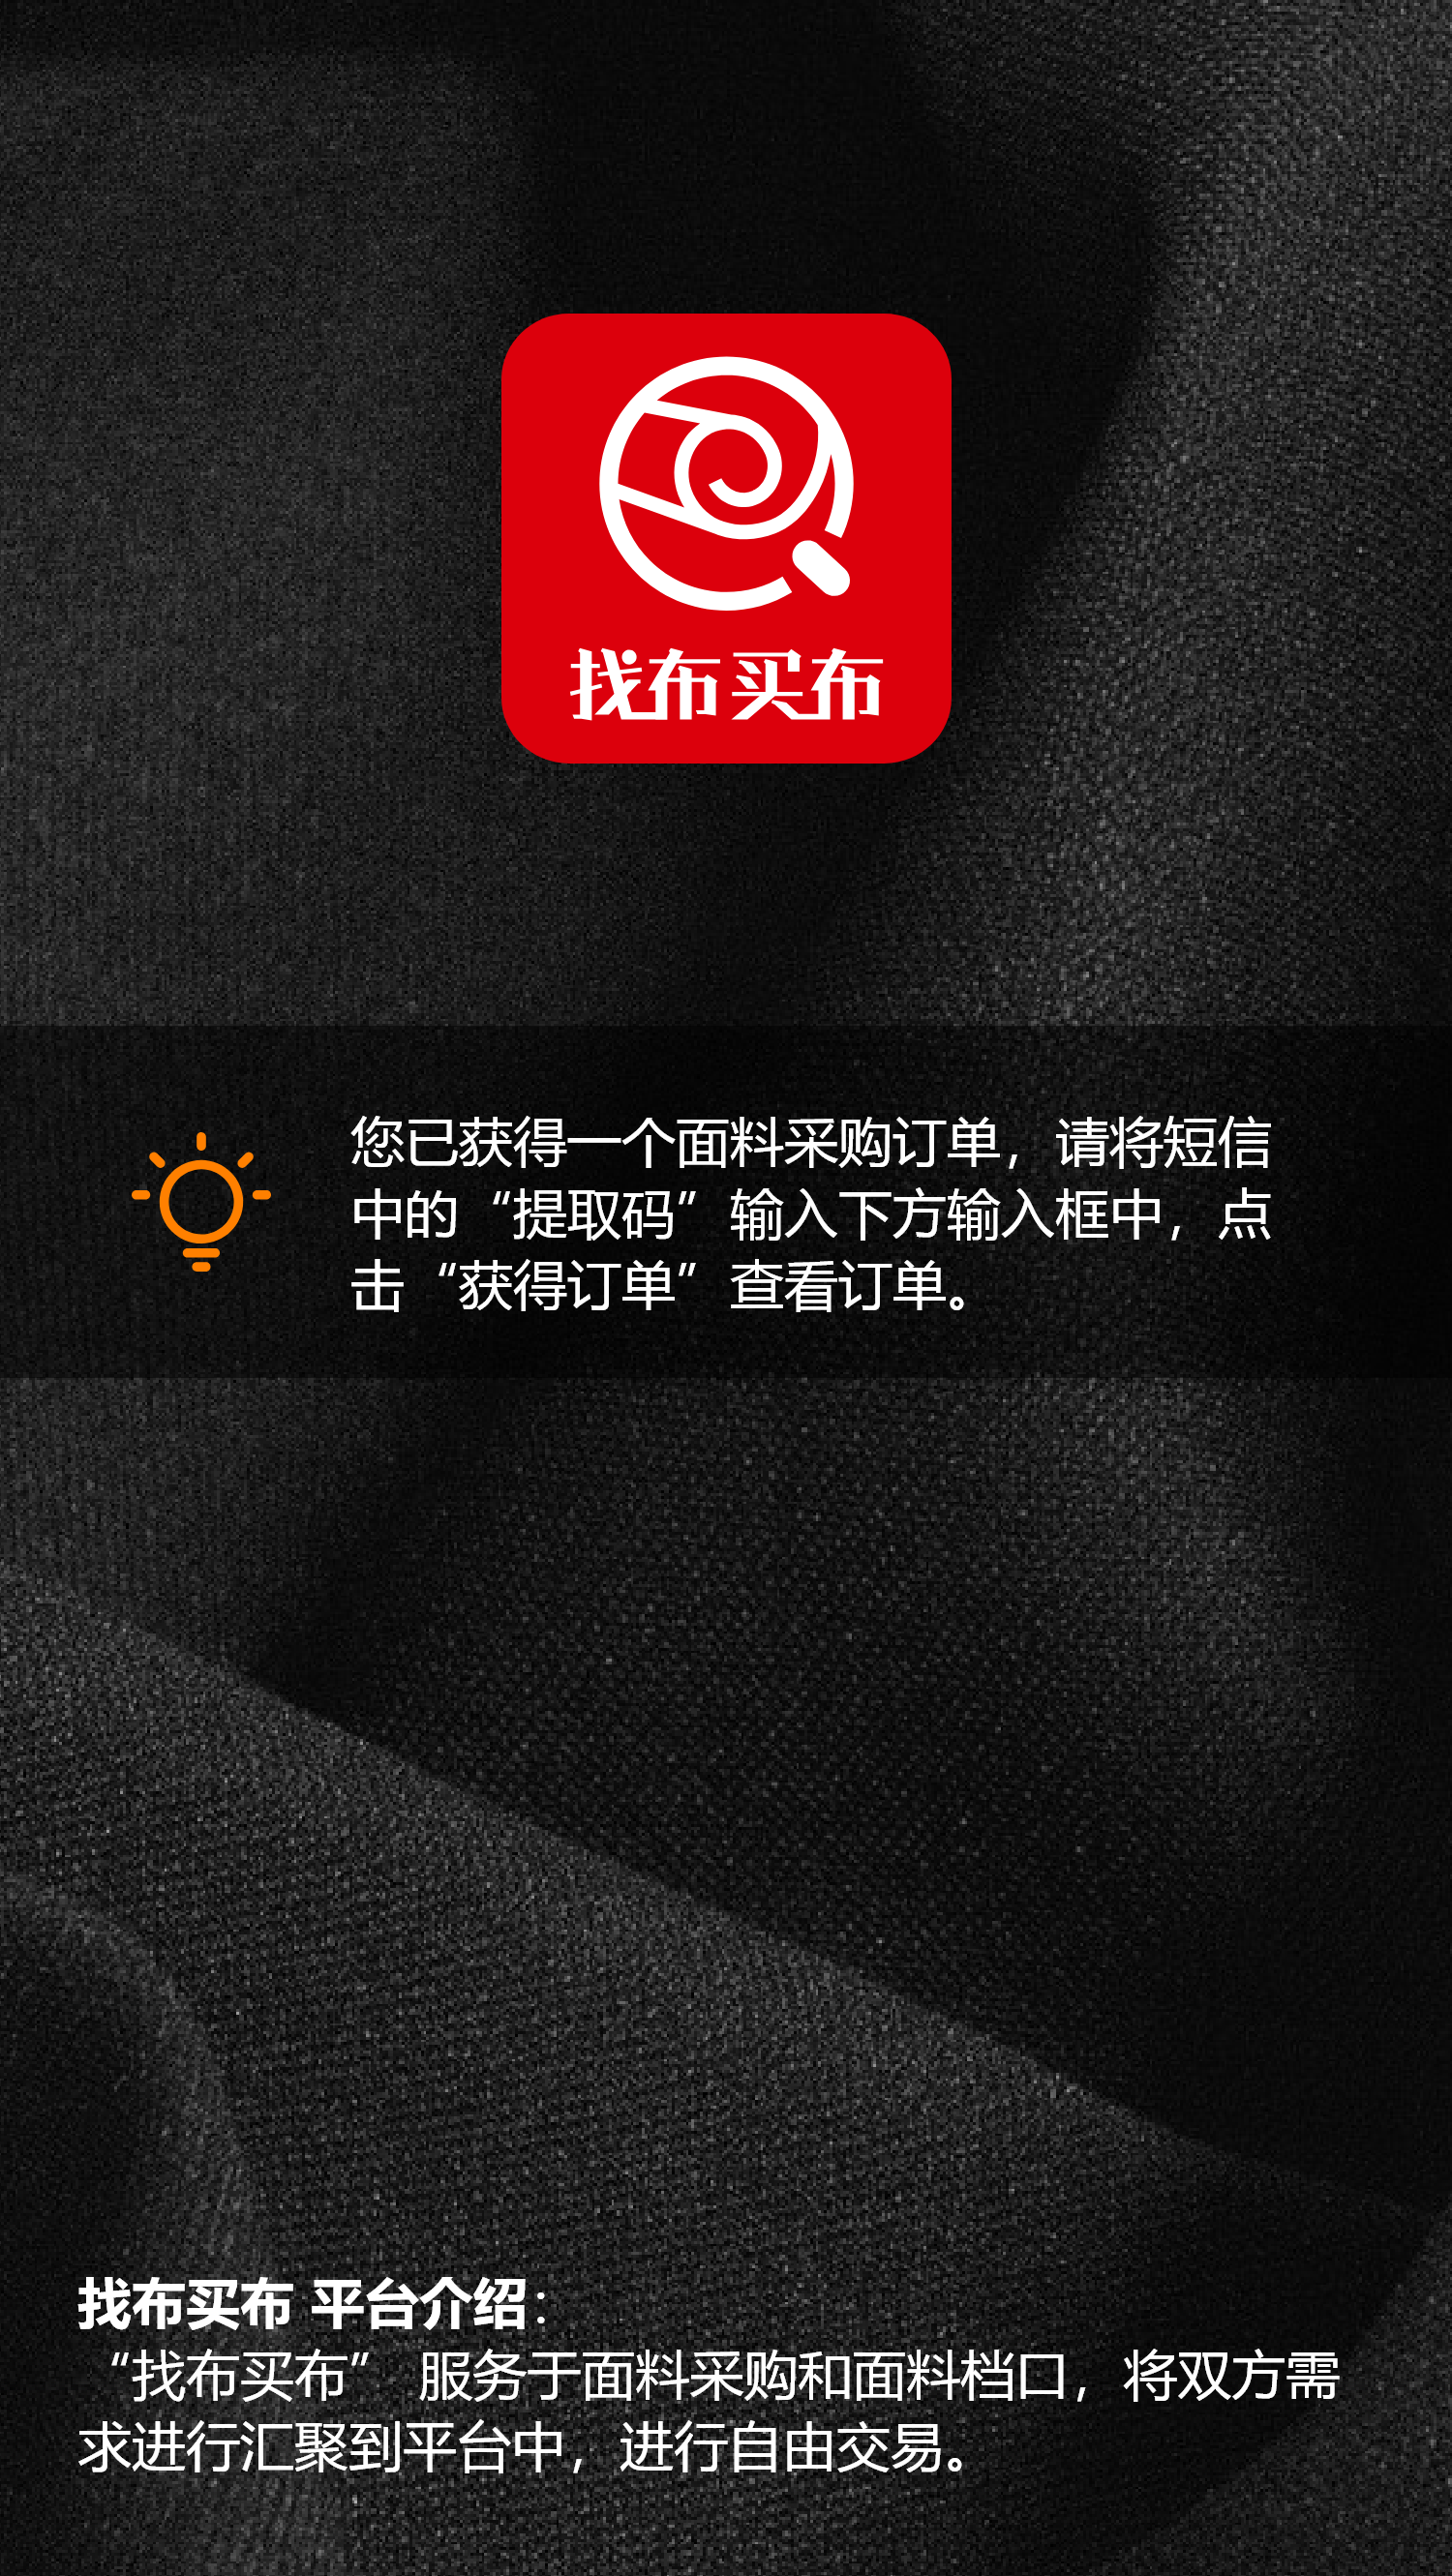 找布买布
您已获得一个面料采购订单，请将短信
中的“提取码”输入下方输入框中，点
击“获得订单”查看订单。
找布买布 平台介绍：
“找布买布” 服务于面料采购和面料档口，将双方需
求进行汇聚到平台中，进行自由交易。